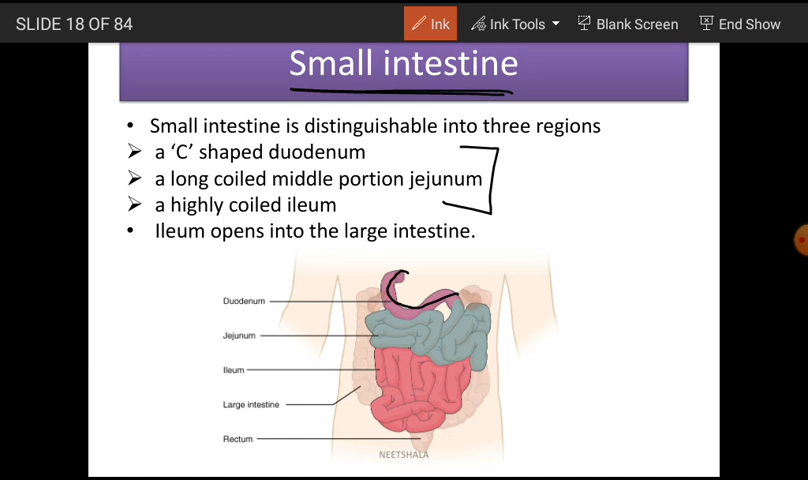 SLIDE 18 OF 84 Ink Ink Tools Blank Screen End Show
Small intestine
• Small intestine is distinguishable into three regions
➢ a ‘C’ shaped duodenum
➢ a long coiled middle portion jejunum
➢ a highly coiled ileum
• Ileum opens into the large intestine.
Duodenum
Jejunum
Ileum
Large intestine
Rectum
NEETSHALA